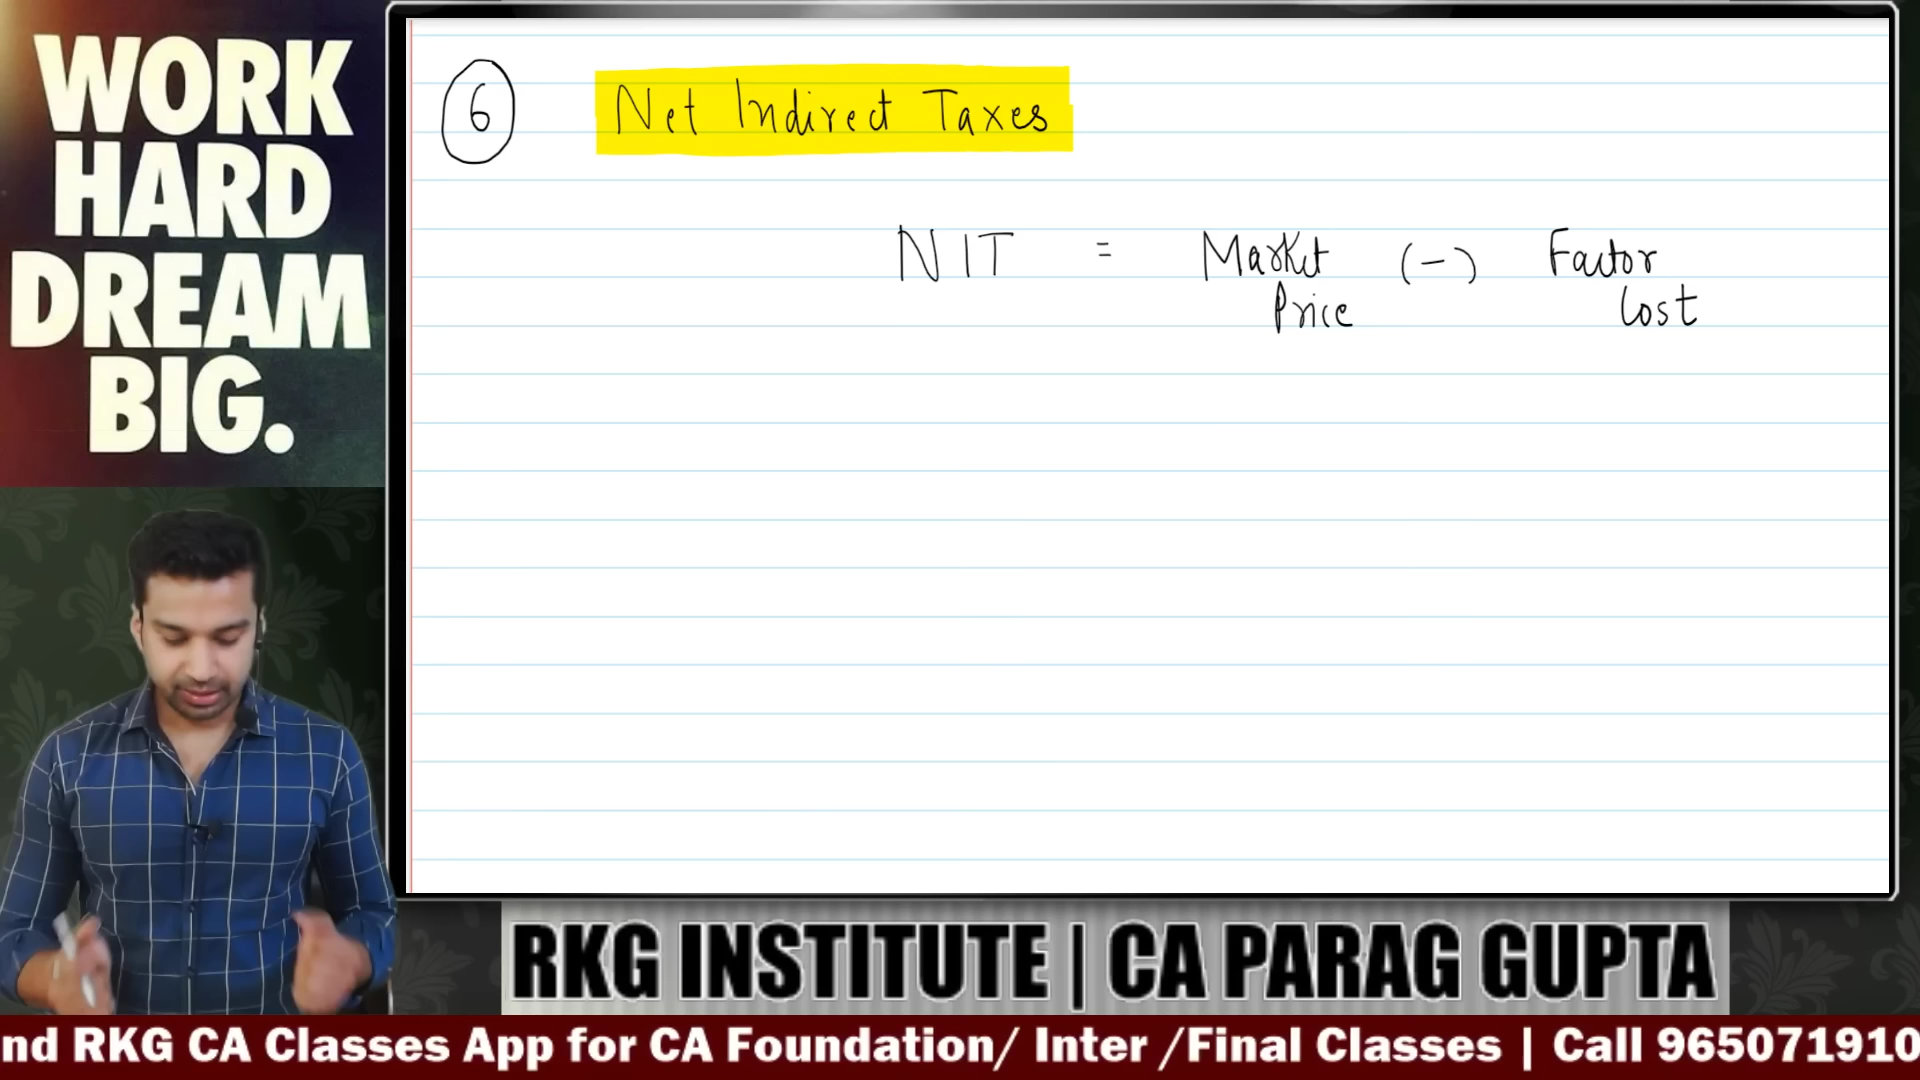 WORK
HARD
DREAM
BIG.
6 Net Indirect Taxes
NIT = Market (-) Factor
Price Cost
RKG INSTITUTE | CA PARAG GUPTA
nd RKG CA Classes App for CA Foundation/ Inter /Final Classes | Call 965071910